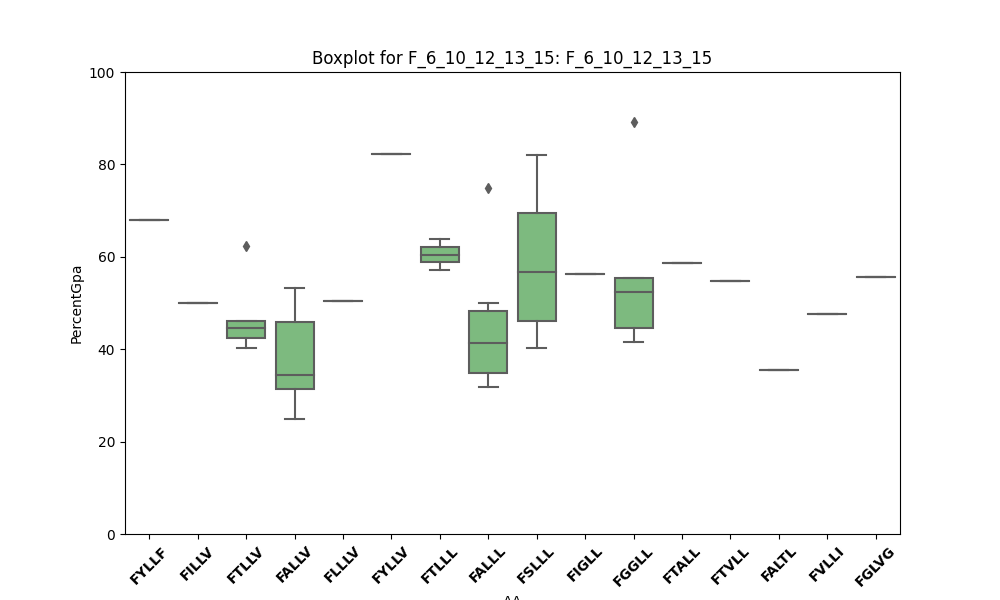 Boxplot for F_6_10_12_13_15: F_6_10_12_13_15
PercentGpa
100
80
60
40
20
0
FYLLF
FILLV
FTLLV
FALLV
FLLLV
FYLLV
FTLLL
FALLL
FSLLL
FIGLL
FGGLL
FTALL
FTVLL
FALTL
FVLLI
FGLVG
AA